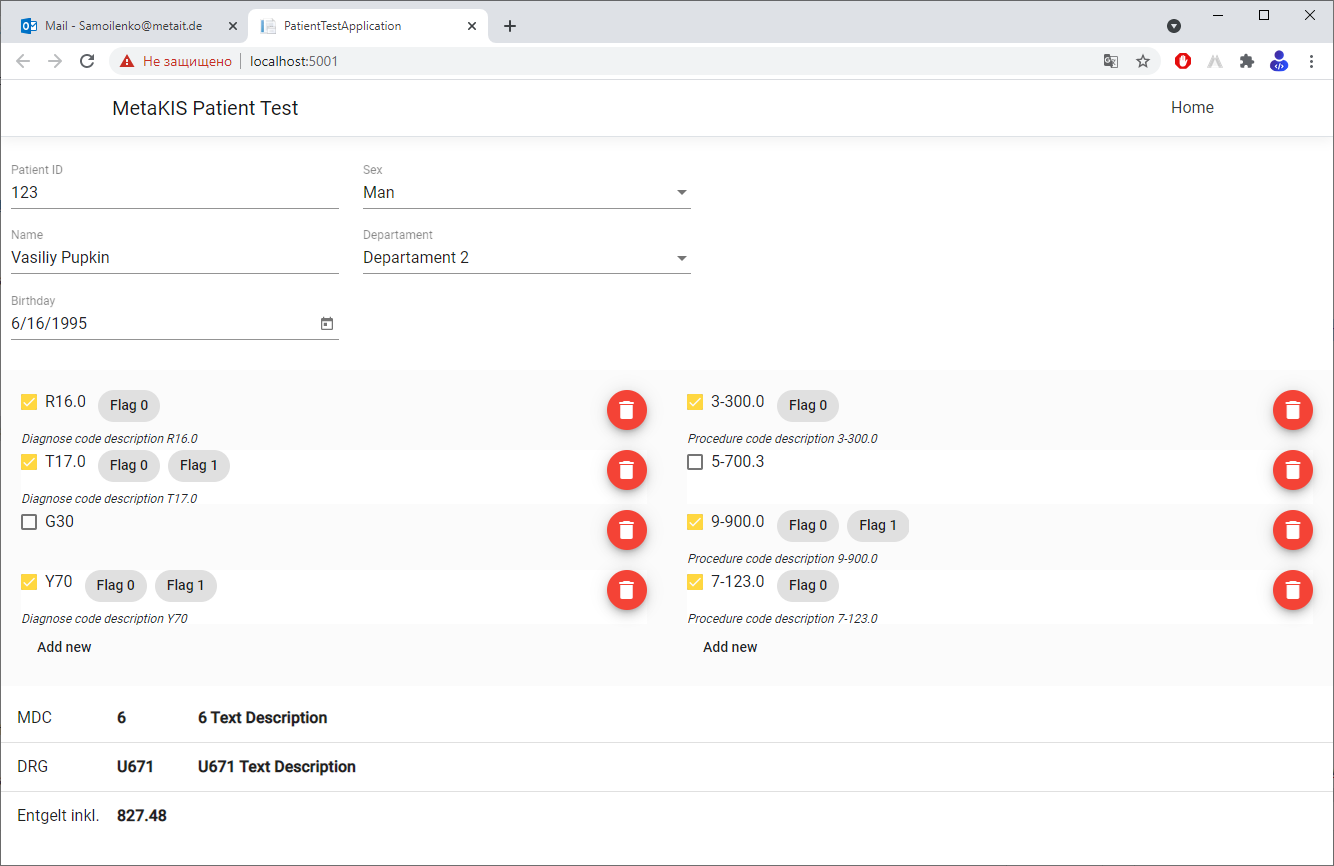 Mail - Samoilenko@metait.de
PatientTestApplication
Не защищено
localhost:5001
MetaKIS Patient Test
Home
Patient ID
123
Sex
Man
Name
Vasiliy Pupkin
Departament
Departament 2
Birthday
6/16/1995
R16.0 Flag 0
Diagnose code description R16.0
T17.0 Flag 0 Flag 1
Diagnose code description T17.0
G30
Y70 Flag 0 Flag 1
Diagnose code description Y70
Add new
3-300.0 Flag 0
Procedure code description 3-300.0
5-700.3
9-900.0 Flag 0 Flag 1
Procedure code description 9-900.0
7-123.0 Flag 0
Procedure code description 7-123.0
Add new
MDC 6 6 Text Description
DRG U671 U671 Text Description
Entgelt inkl. 827.48